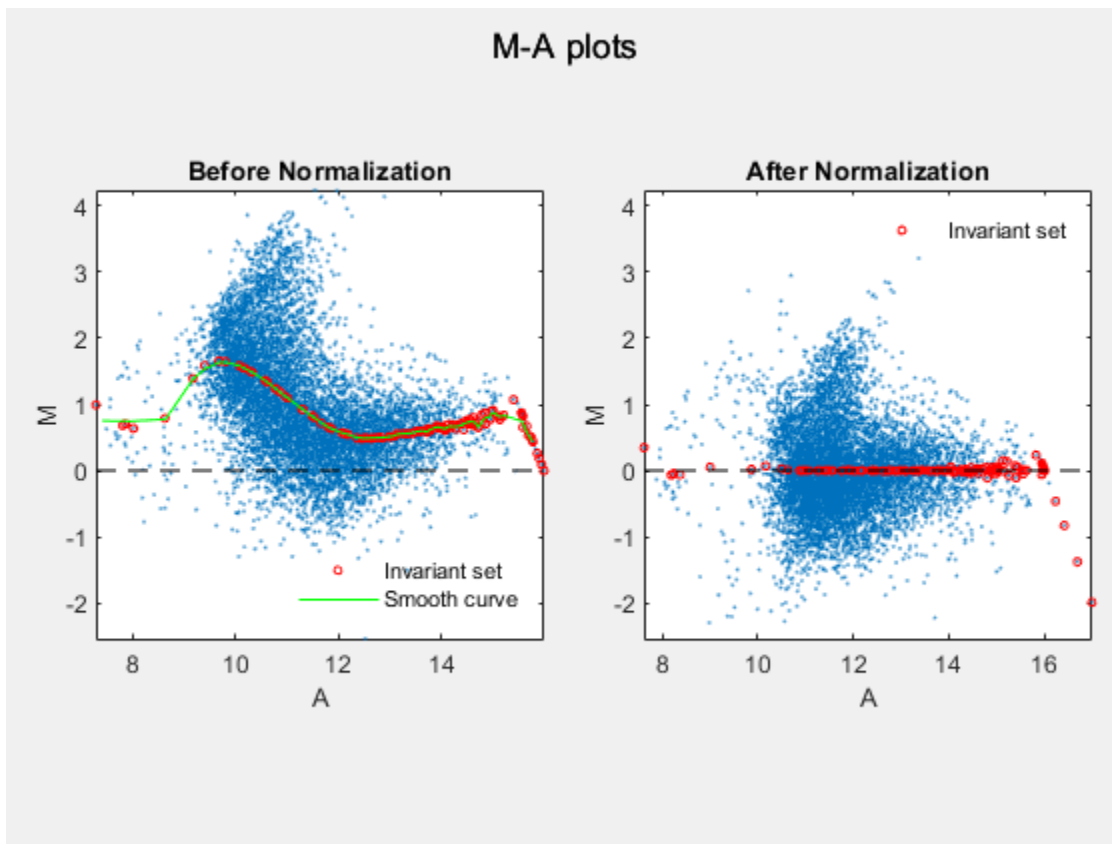 M-A plots
Before Normalization
4
3
2
1
0
-1
-2
M
8
10
12
14
A
Invariant set
Smooth curve
After Normalization
4
3
2
1
0
-1
-2
M
8
10
12
14
16
A
Invariant set